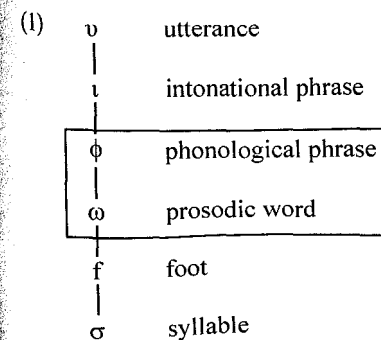 (1) υ utterance
ι intonational phrase
ϕ phonological phrase
ω prosodic word
f foot
σ syllable